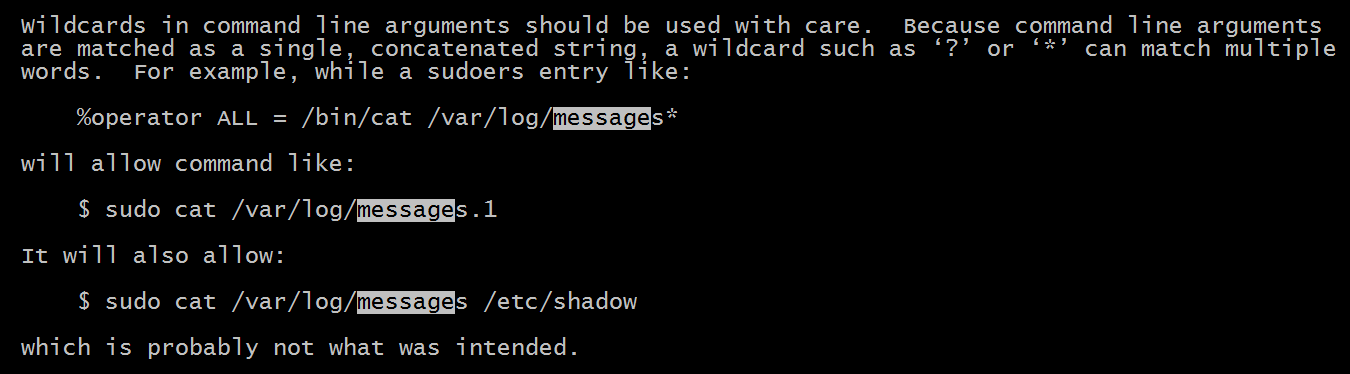 Wildcards in command line arguments should be used with care.  Because command line arguments
are matched as a single, concatenated string, a wildcard such as ‘?’ or ‘*’ can match multiple
words.  For example, while a sudoers entry like:
%operator ALL = /bin/cat /var/log/messages*
will allow command like:
$ sudo cat /var/log/messages.1
It will also allow:
$ sudo cat /var/log/messages /etc/shadow
which is probably not what was intended.